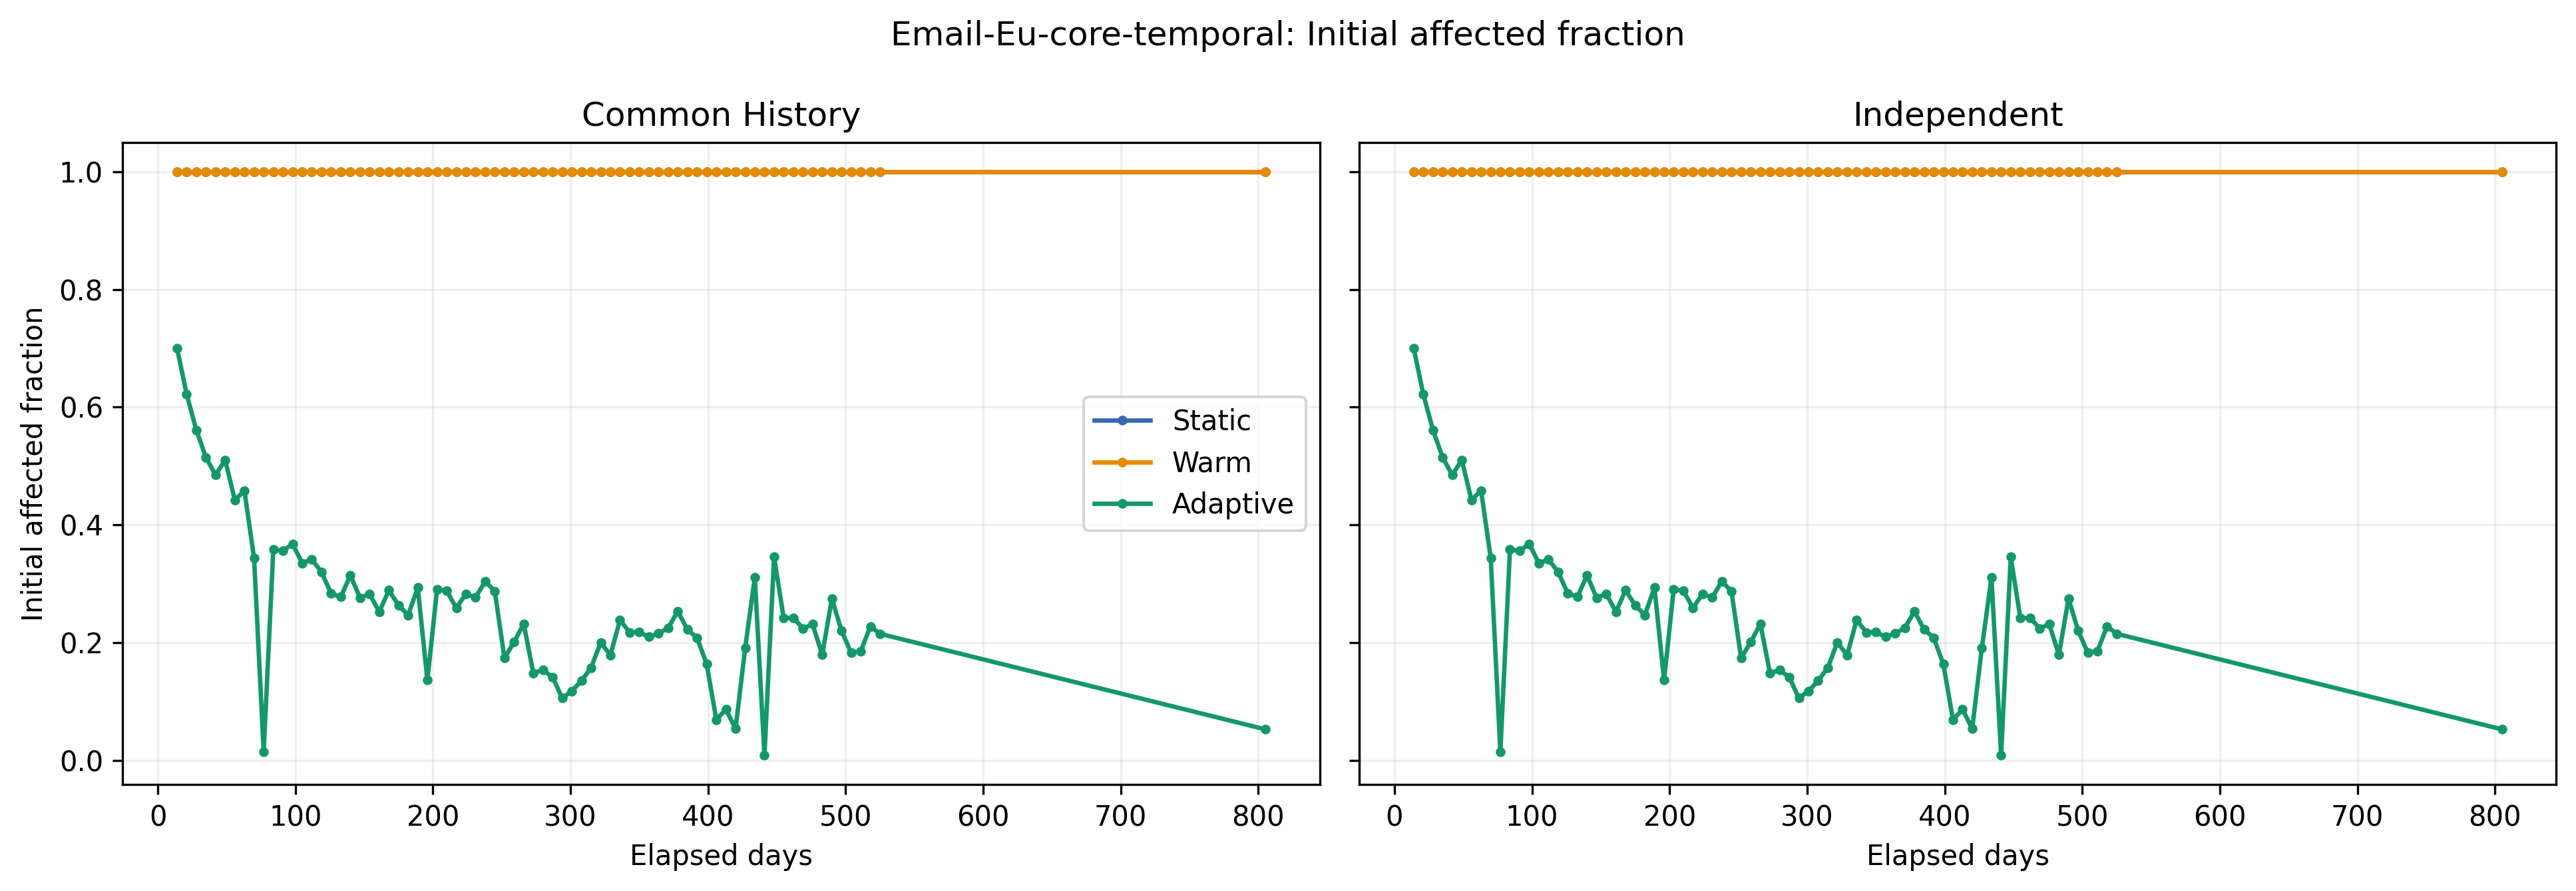 Email-Eu-core-temporal: Initial affected fraction
Common History
Independent
Initial affected fraction
1.0
0.8
0.6
0.4
0.2
0.0
Static
Warm
Adaptive
0 100 200 300 400 500 600 700 800
0 100 200 300 400 500 600 700 800
Elapsed days
Elapsed days